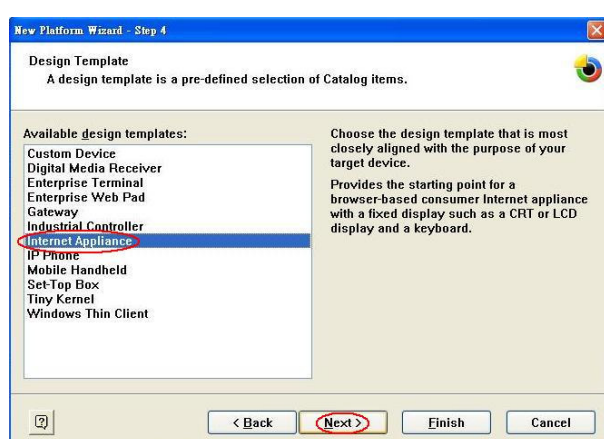 New Platform Wizard - Step 4
Design Template
A design template is a pre-defined selection of Catalog items.
Available design templates:
Custom Device
Digital Media Receiver
Enterprise Terminal
Enterprise Web Pad
Gateway
Industrial Controller
Internet Appliance
IP Phone
Mobile Handheld
Set-Top Box
Tiny Kernel
Windows Thin Client
Choose the design template that is most
closely aligned with the purpose of your
target device.
Provides the starting point for a
browser-based consumer Internet appliance
with a fixed display such as a CRT or LCD
display and a keyboard.
?
< Back
Next >
Finish
Cancel